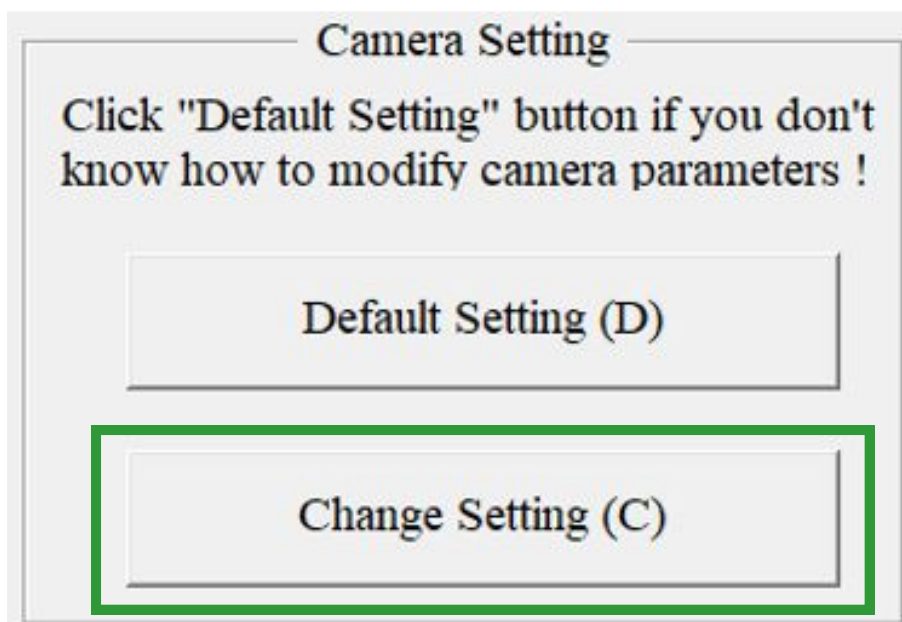 Camera Setting
Click "Default Setting" button if you don't
know how to modify camera parameters !
Default Setting (D)
Change Setting (C)